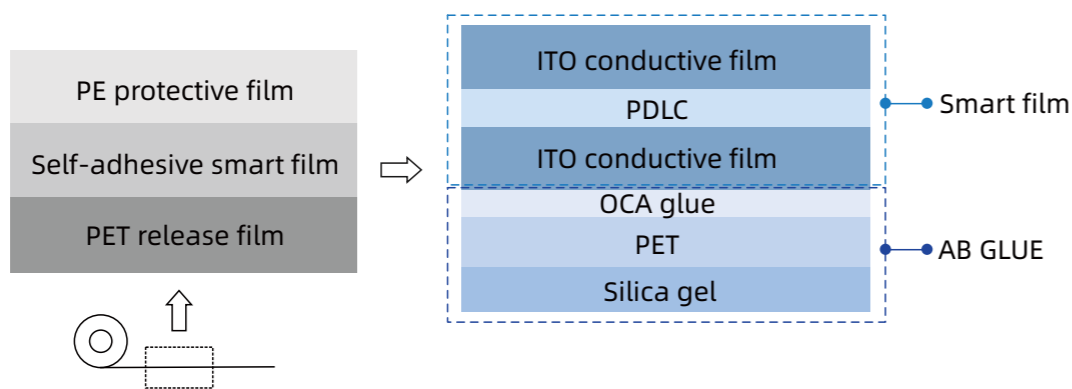 PE protective film
Self-adhesive smart film
PET release film
ITO conductive film
PDLC
ITO conductive film
OCA glue
PET
Silica gel
Smart film
AB GLUE